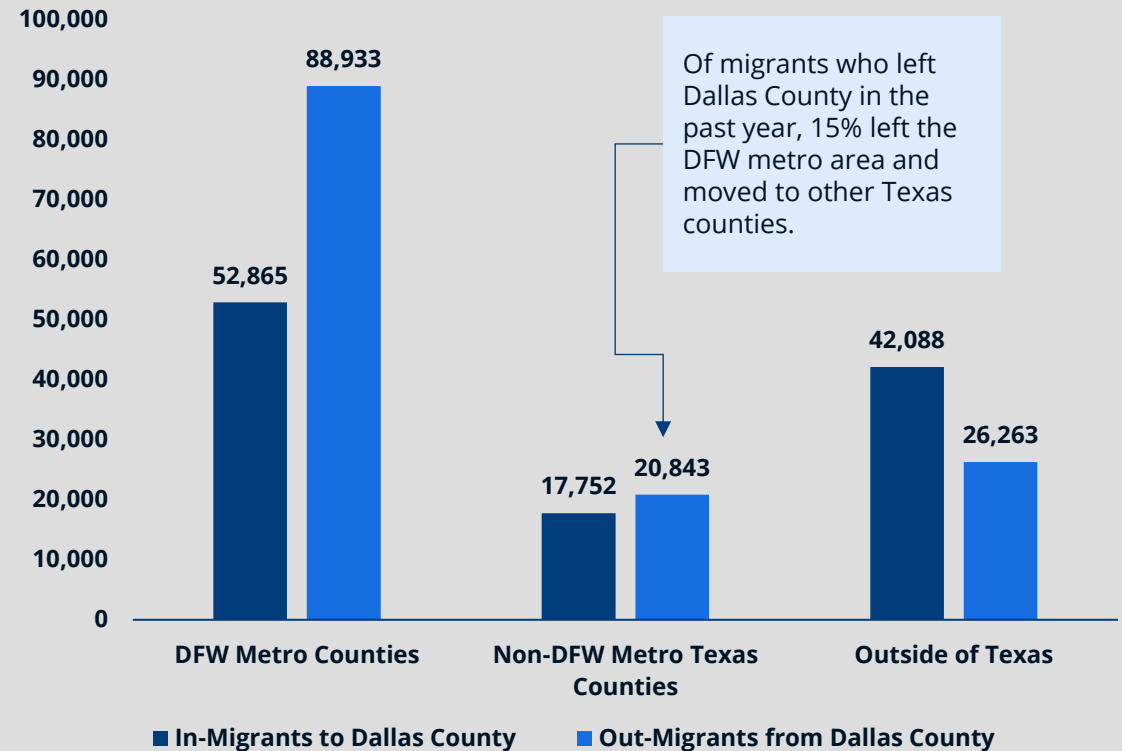 100,000
90,000
80,000
70,000
60,000
50,000
40,000
30,000
20,000
10,000
0
52,865
88,933
17,752
20,843
42,088
26,263
Of migrants who left
Dallas County in the
past year, 15% left the
DFW metro area and
moved to other Texas
counties.
DFW Metro Counties
Non-DFW Metro Texas
Counties
Outside of Texas
In-Migrants to Dallas County
Out-Migrants from Dallas County